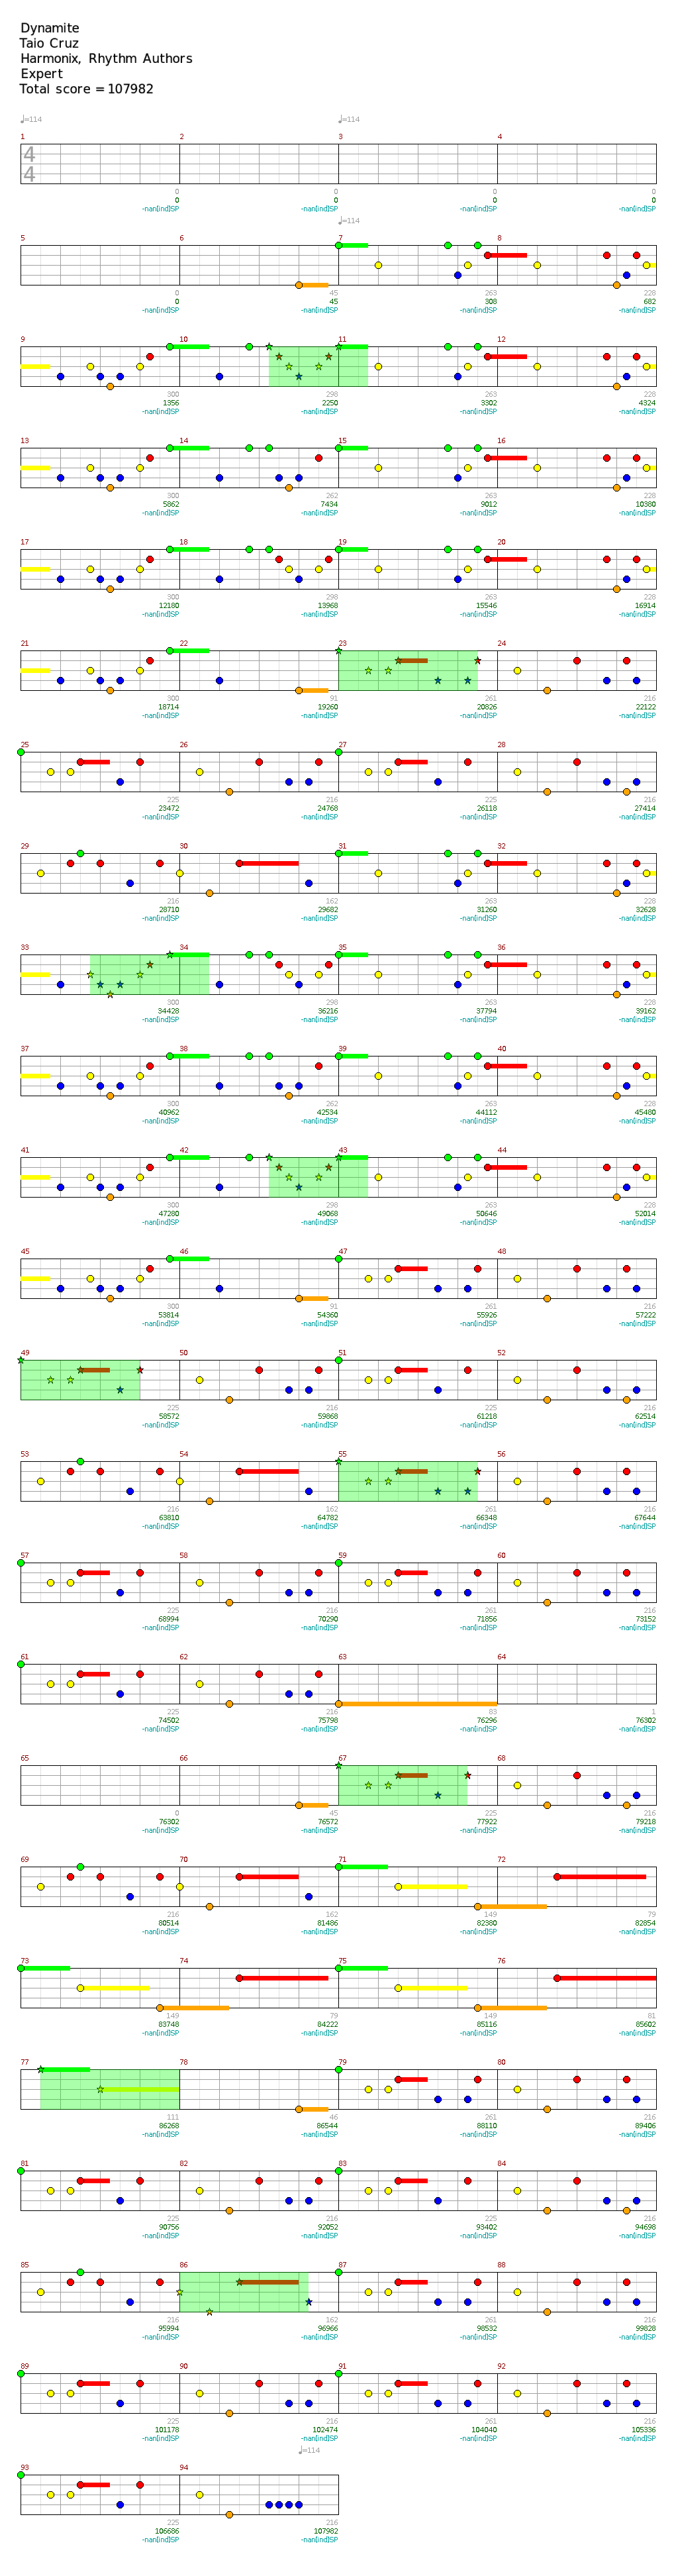 Dynamite
Taio Cruz
Harmonix, Rhythm Authors
Expert
Total score = 107982
♩=114 ♩=114
1 2 3 4
4
4
0 0 0 0
0 0 0 0
-nan[ind]SP -nan[ind]SP -nan[ind]SP -nan[ind]SP
♩=114
5 6 7 8
0 45 263 228
0 45 308 682
-nan[ind]SP -nan[ind]SP -nan[ind]SP -nan[ind]SP
9 10 11 12
300 298 263 228
1356 2250 3302 4324
-nan[ind]SP -nan[ind]SP -nan[ind]SP -nan[ind]SP
13 14 15 16
300 262 263 228
5862 7434 9012 10380
-nan[ind]SP -nan[ind]SP -nan[ind]SP -nan[ind]SP
17 18 19 20
300 298 263 228
12180 13968 15546 16914
-nan[ind]SP -nan[ind]SP -nan[ind]SP -nan[ind]SP
21 22 23 24
300 91 261 216
18714 19260 20826 22122
-nan[ind]SP -nan[ind]SP -nan[ind]SP -nan[ind]SP
25 26 27 28
225 216 225 216
23472 24768 26118 27414
-nan[ind]SP -nan[ind]SP -nan[ind]SP -nan[ind]SP
29 30 31 32
216 162 263 228
28710 29682 31260 32628
-nan[ind]SP -nan[ind]SP -nan[ind]SP -nan[ind]SP
33 34 35 36
300 298 263 228
34428 36216 37794 39162
-nan[ind]SP -nan[ind]SP -nan[ind]SP -nan[ind]SP
37 38 39 40
300 262 263 228
40962 42534 44112 45480
-nan[ind]SP -nan[ind]SP -nan[ind]SP -nan[ind]SP
41 42 43 44
300 298 263 228
47280 49068 50646 52014
-nan[ind]SP -nan[ind]SP -nan[ind]SP -nan[ind]SP
45 46 47 48
300 91 261 216
53814 54360 55926 57222
-nan[ind]SP -nan[ind]SP -nan[ind]SP -nan[ind]SP
49 50 51 52
225 216 225 216
58572 59868 61218 62514
-nan[ind]SP -nan[ind]SP -nan[ind]SP -nan[ind]SP
53 54 55 56
216 162 261 216
63810 64782 66348 67644
-nan[ind]SP -nan[ind]SP -nan[ind]SP -nan[ind]SP
57 58 59 60
225 216 261 216
68994 70290 71856 73152
-nan[ind]SP -nan[ind]SP -nan[ind]SP -nan[ind]SP
61 62 63 64
225 216 83 1
74502 75798 76296 76302
-nan[ind]SP -nan[ind]SP -nan[ind]SP -nan[ind]SP
65 66 67 68
0 45 225 216
76302 76572 77922 79218
-nan[ind]SP -nan[ind]SP -nan[ind]SP -nan[ind]SP
69 70 71 72
216 162 149 79
80514 81486 82380 82854
-nan[ind]SP -nan[ind]SP -nan[ind]SP -nan[ind]SP
73 74 75 76
149 79 149 81
83748 84222 85116 85602
-nan[ind]SP -nan[ind]SP -nan[ind]SP -nan[ind]SP
77 78 79 80
111 46 261 216
86268 86544 88110 89406
-nan[ind]SP -nan[ind]SP -nan[ind]SP -nan[ind]SP
81 82 83 84
225 216 225 216
90756 92052 93402 94698
-nan[ind]SP -nan[ind]SP -nan[ind]SP -nan[ind]SP
85 86 87 88
216 162 261 216
95994 96966 98532 99828
-nan[ind]SP -nan[ind]SP -nan[ind]SP -nan[ind]SP
89 90 91 92
225 216 261 216
101178 102474 104040 105336
-nan[ind]SP -nan[ind]SP -nan[ind]SP -nan[ind]SP
♩=114
93 94
225 216
106686 107982
-nan[ind]SP -nan[ind]SP